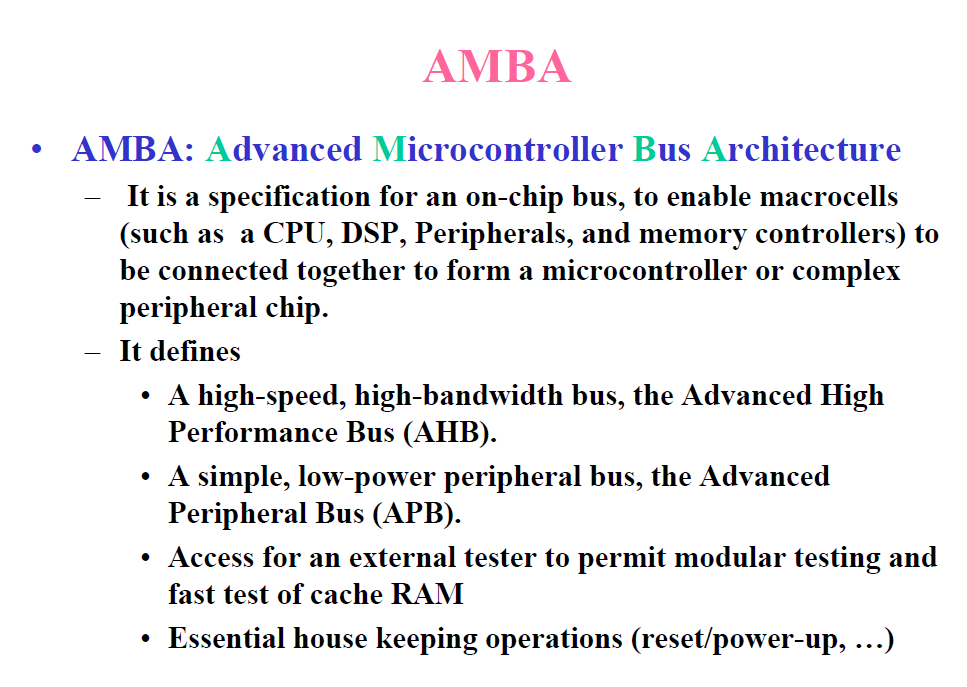 AMBA
• AMBA: Advanced Microcontroller Bus Architecture
– It is a specification for an on-chip bus, to enable macrocells
(such as a CPU, DSP, Peripherals, and memory controllers) to
be connected together to form a microcontroller or complex
peripheral chip.
– It defines
• A high-speed, high-bandwidth bus, the Advanced High
Performance Bus (AHB).
• A simple, low-power peripheral bus, the Advanced
Peripheral Bus (APB).
• Access for an external tester to permit modular testing and
fast test of cache RAM
• Essential house keeping operations (reset/power-up, …)